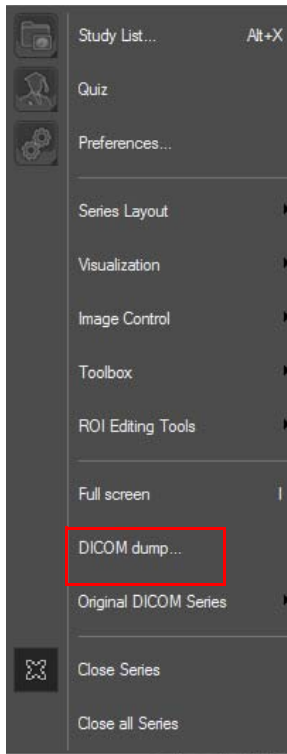 Study List... Alt+X
Quiz
Preferences...
Series Layout
Visualization
Image Control
Toolbox
ROI Editing Tools
Full screen I
DICOM dump...
Original DICOM Series
Close Series
Close all Series